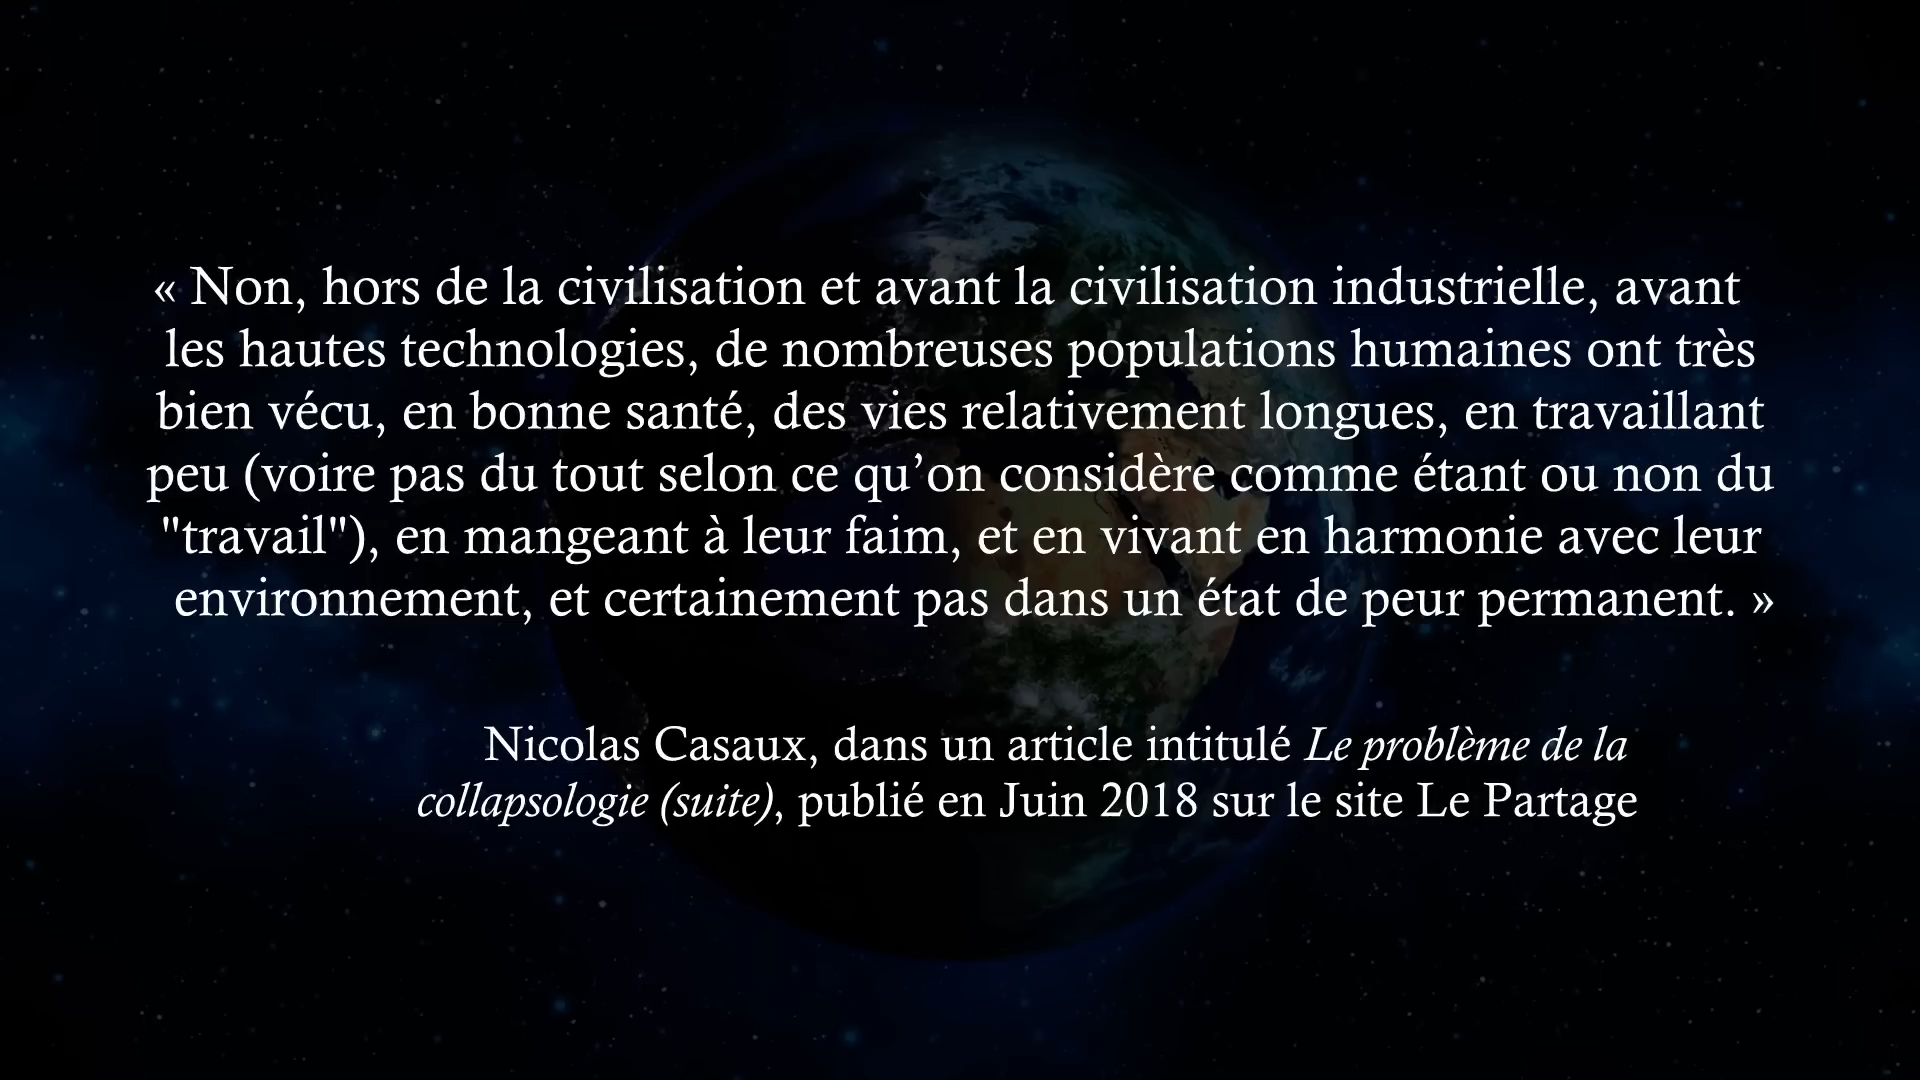 « Non, hors de la civilisation et avant la civilisation industrielle, avant
les hautes technologies, de nombreuses populations humaines ont très
bien vécu, en bonne santé, des vies relativement longues, en travaillant
peu (voire pas du tout selon ce qu’on considère comme étant ou non du
"travail"), en mangeant à leur faim, et en vivant en harmonie avec leur
environnement, et certainement pas dans un état de peur permanent. »
Nicolas Casaux, dans un article intitulé Le problème de la
collapsologie (suite), publié en Juin 2018 sur le site Le Partage